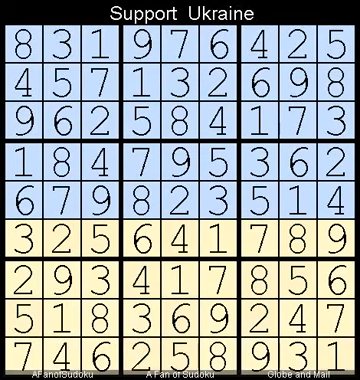 Support Ukraine
8 3 1 9 7 6 4 2 5
4 5 7 1 3 2 6 9 8
9 6 2 5 8 4 1 7 3
1 8 4 7 9 5 3 6 2
6 7 9 8 2 3 5 1 4
3 2 5 6 4 1 7 8 9
2 9 3 4 1 7 8 5 6
5 1 8 3 6 9 2 4 7
7 4 6 2 5 8 9 3 1
AFanofSudoku A Fan of Sudoku Globe and Mail